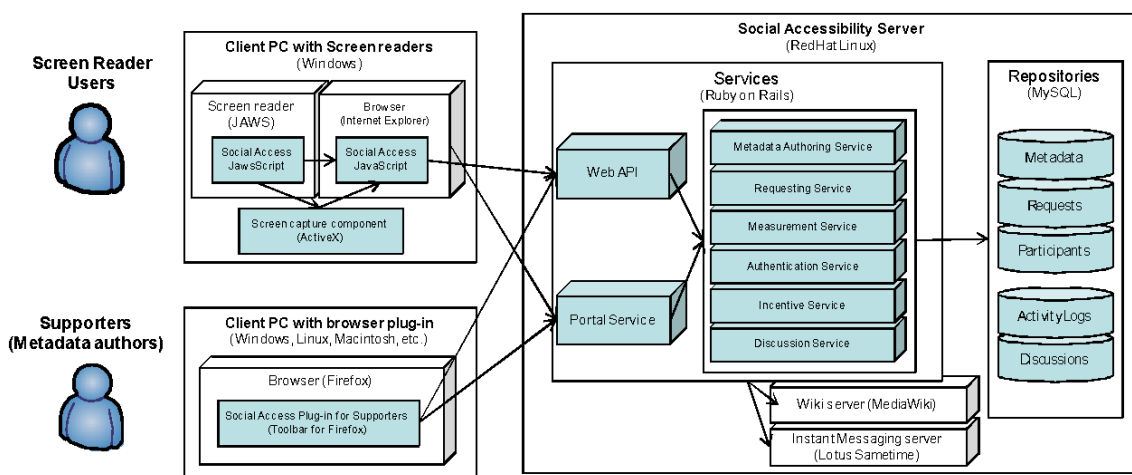 Screen Reader
Users
Client PC with Screen readers
(Windows)
Screen reader
(JAWS)
Browser
(Internet Explorer)
Social Access
JawsScript
Social Access
JavaScript
Screen capture component
(ActiveX)
Supporters
(Metadata authors)
Client PC with browser plug-in
(Windows, Linux, Macintosh, etc.)
Browser (Firefox)
Social Access Plug-in for Supporters
(Toolbar for Firefox)
Social Accessibility Server
(RedHat Linux)
Services
(Ruby on Rails)
Web API
Portal Service
Metadata Authoring Service
Requesting Service
Measurement Service
Authentication Service
Incentive Service
Discussion Service
Wiki server (MediaWiki)
Instant Messaging server
(Lotus Sametime)
Repositories
(MySQL)
Metadata
Requests
Participants
Activity Logs
Discussions